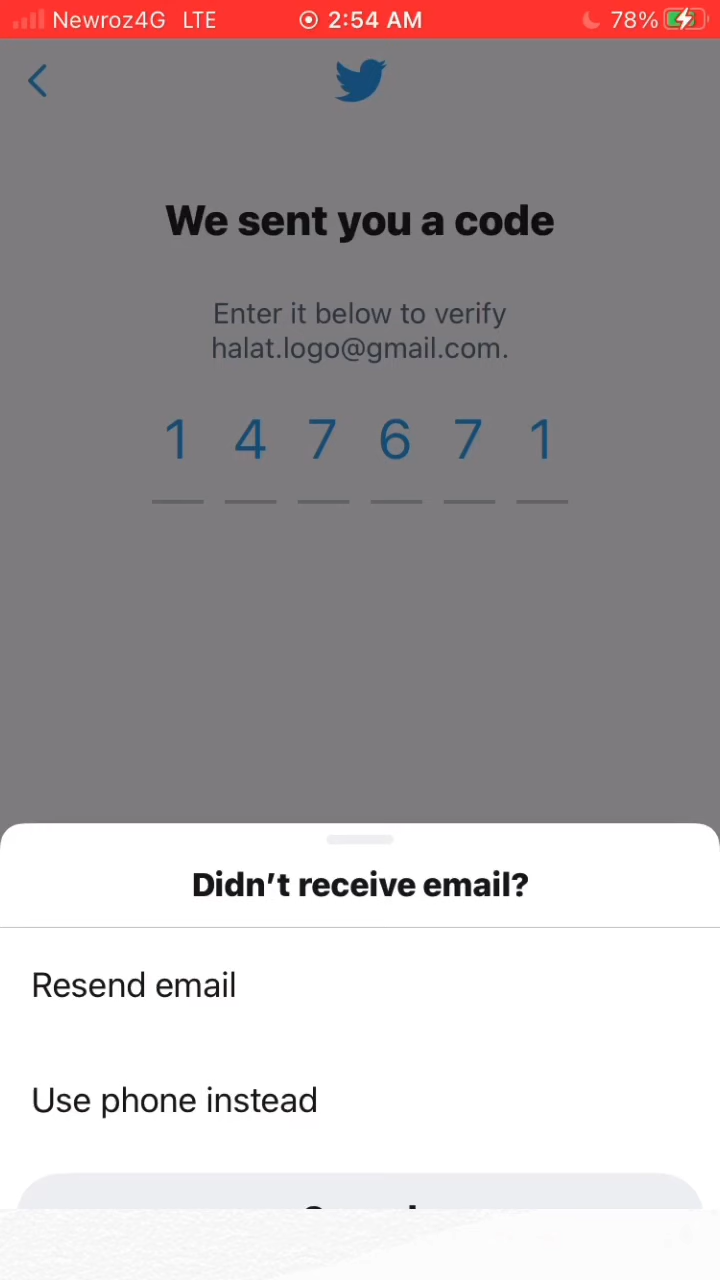 Newroz4G LTE 2:54 AM 78%
We sent you a code
Enter it below to verify
halat.logo@gmail.com.
1 4 7 6 7 1
Didn’t receive email?
Resend email
Use phone instead